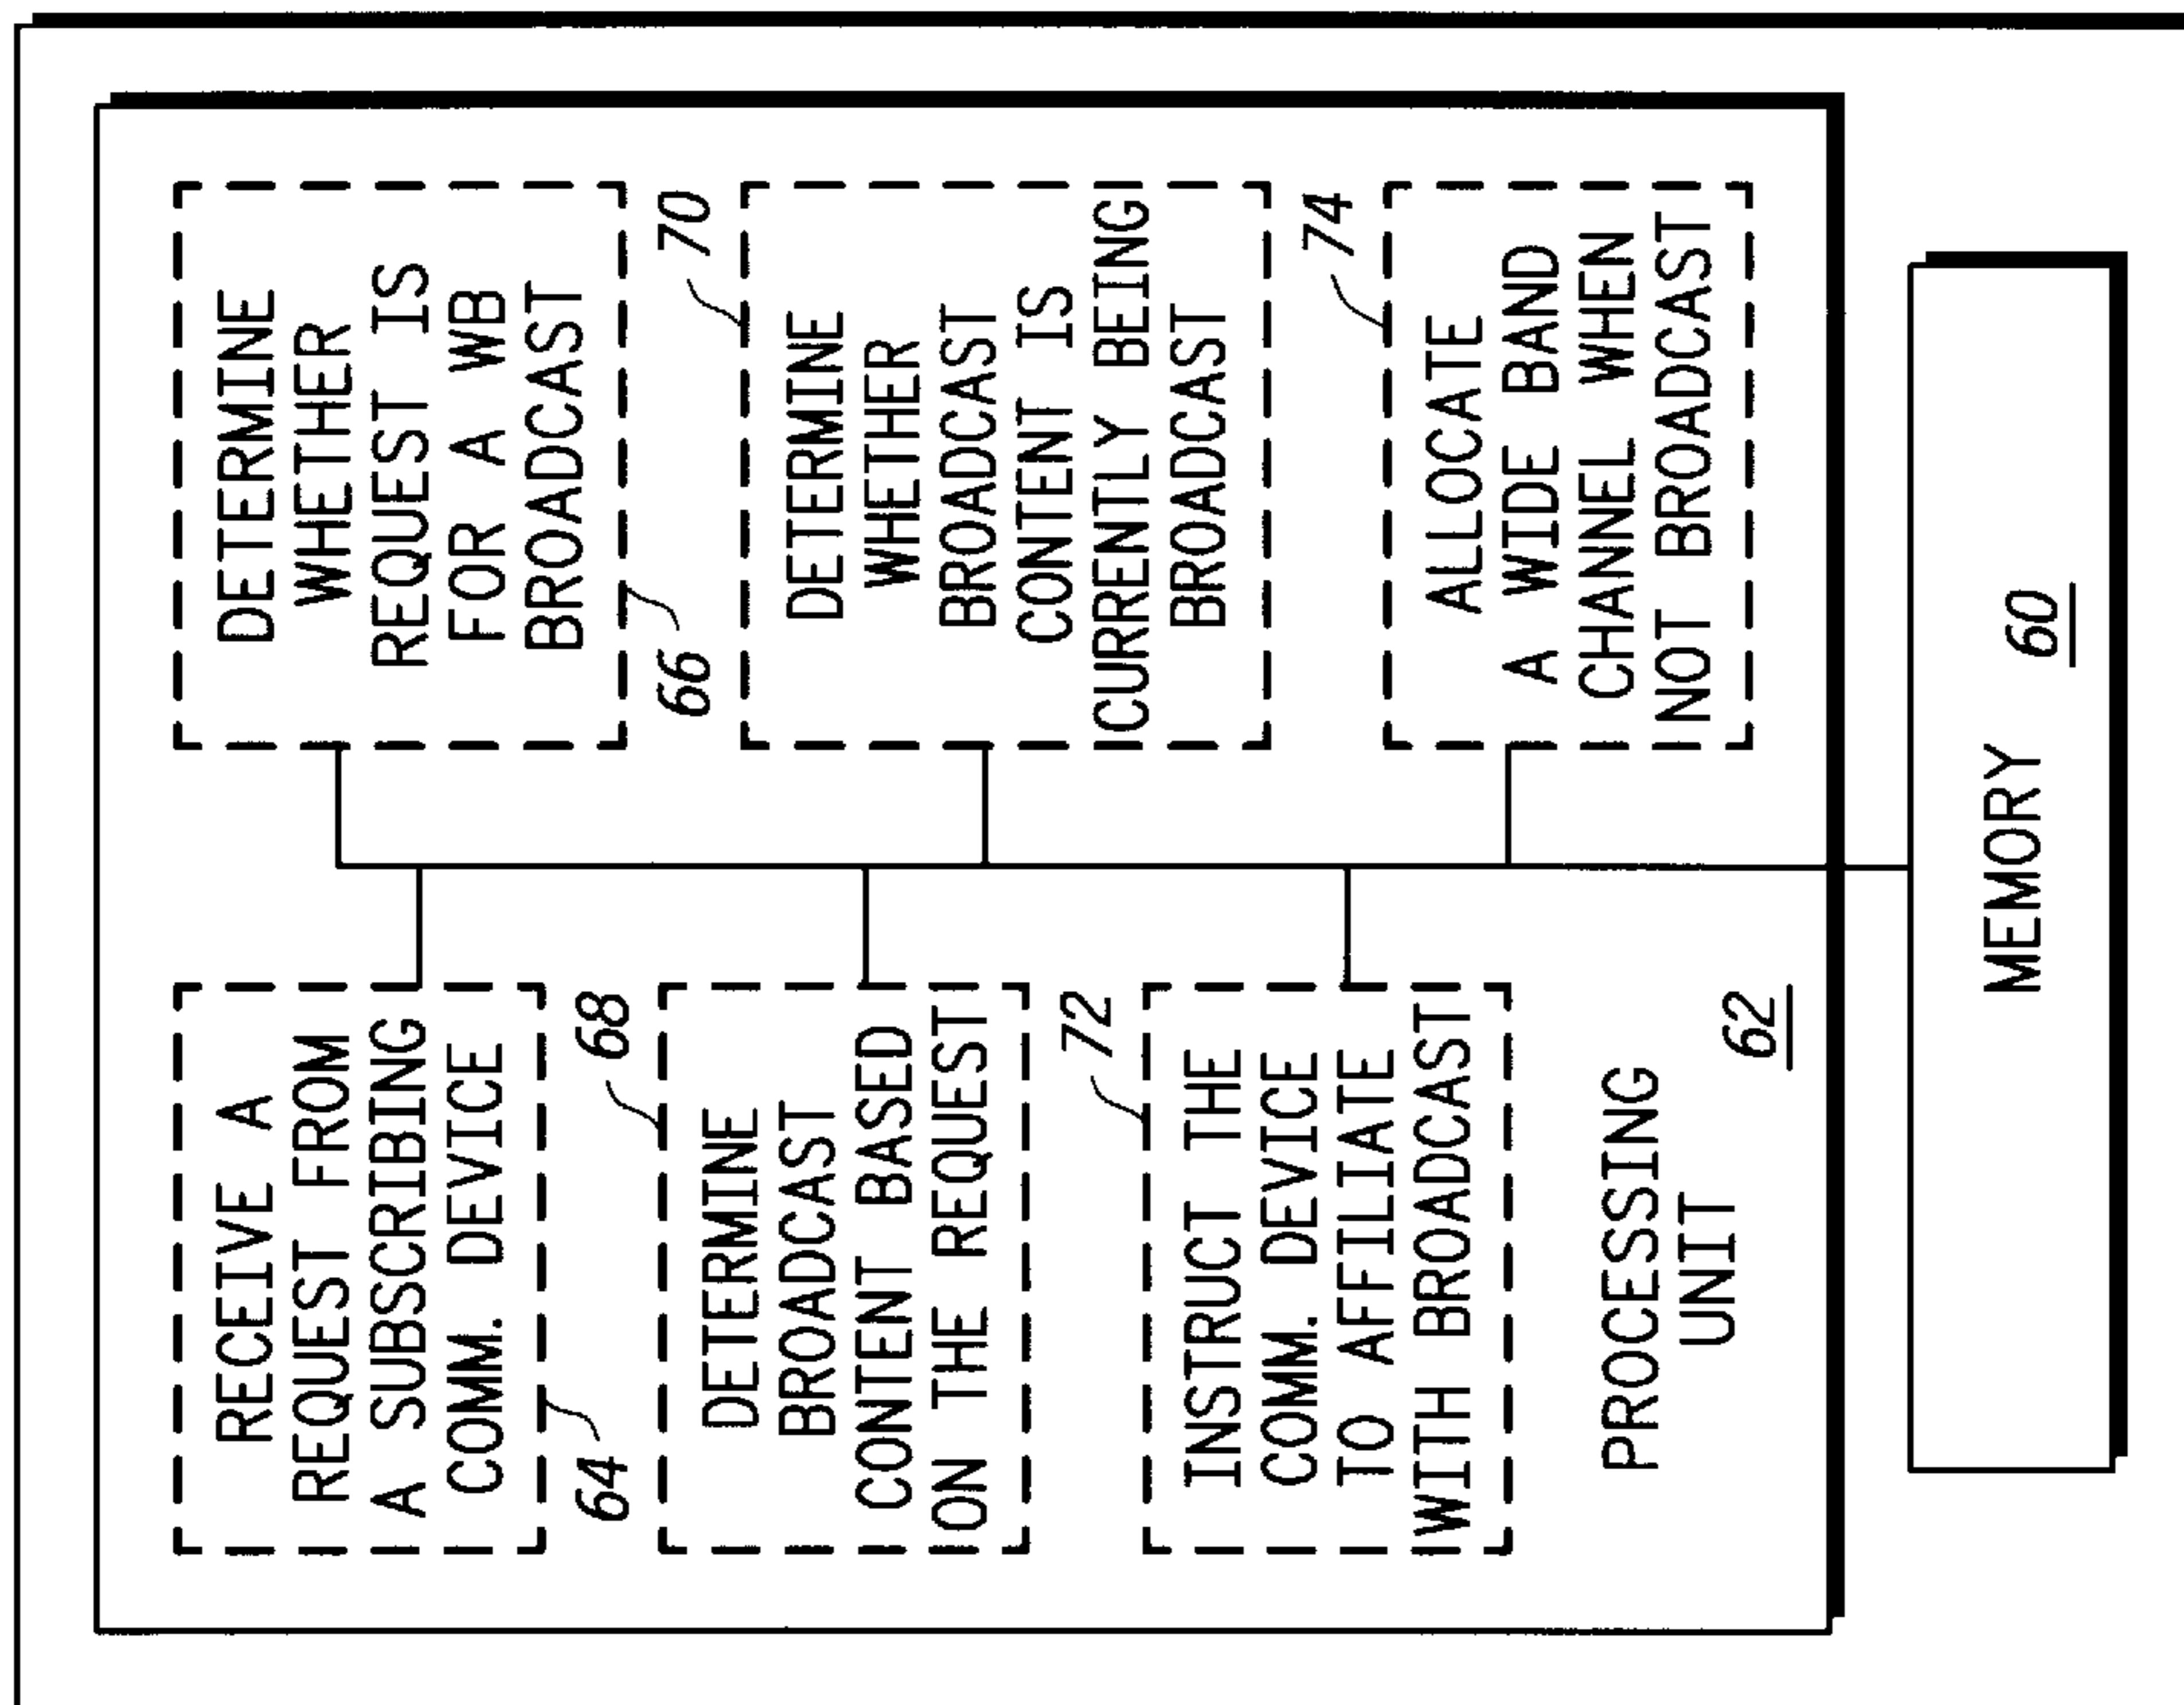 RECEIVE A
REQUEST FROM
A SUBSCRIBING
COMM. DEVICE
64
DETERMINE
WHETHER
REQUEST IS
FOR A WB
BROADCAST
66
68
DETERMINE
BROADCAST
CONTENT BASED
ON THE REQUEST
70
DETERMINE
WHETHER
BROADCAST
CONTENT IS
CURRENTLY BEING
BROADCAST
72
INSTRUCT THE
COMM. DEVICE
TO AFFILIATE
WITH BROADCAST
74
ALLOCATE
A WIDE BAND
CHANNEL WHEN
NOT BROADCAST
PROCESSING
UNIT
62
MEMORY 60